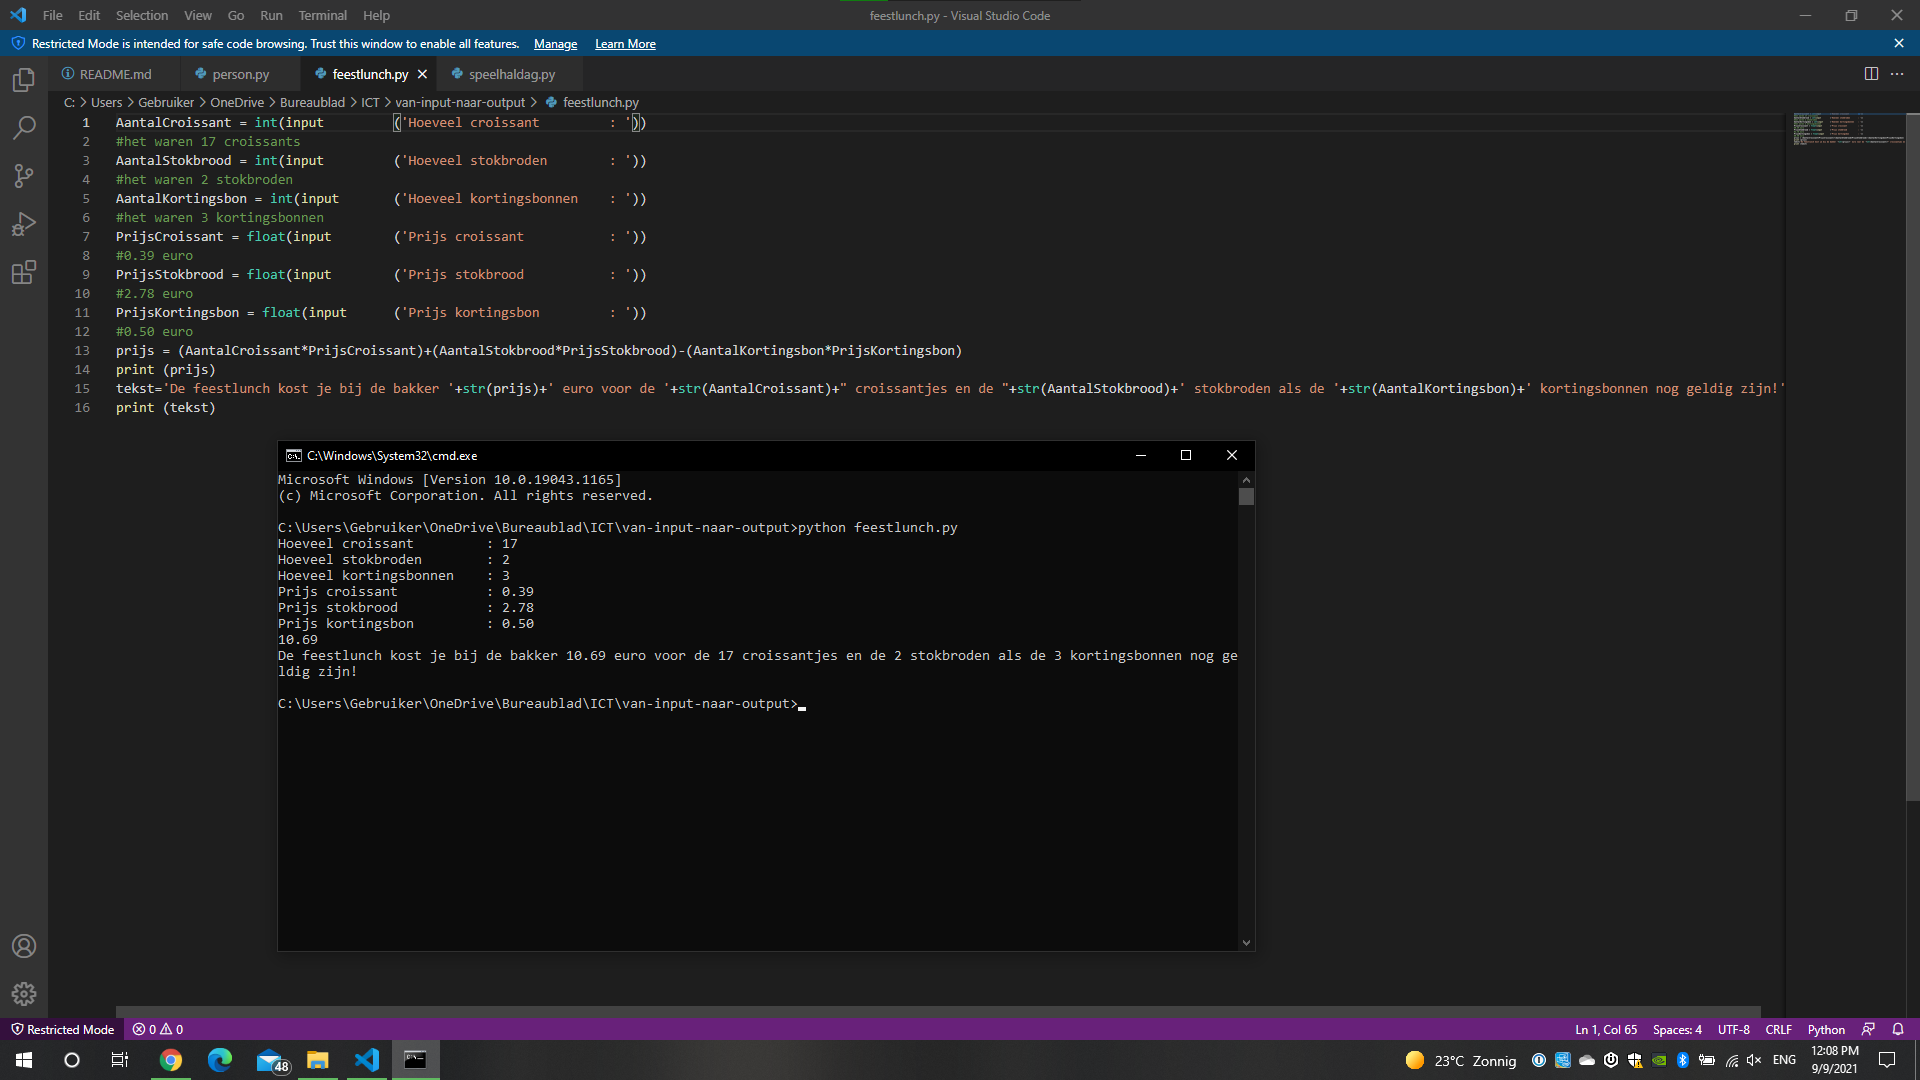 File Edit Selection View Go Run Terminal Help feestlunch.py - Visual Studio Code
Restricted Mode is intended for safe code browsing. Trust this window to enable all features. Manage Learn More
README.md person.py feestlunch.py speelhaldag.py
C: > Users > Gebruiker > OneDrive > Bureaublad > ICT > van-input-naar-output > feestlunch.py
1 AantalCroissant = int(input         ('Hoeveel croissant         : '))
2 #het waren 17 croissants
3 AantalStokbrood = int(input         ('Hoeveel stokbroden        : '))
4 #het waren 2 stokbroden
5 AantalKortingsbon = int(input       ('Hoeveel kortingsbonnen    : '))
6 #het waren 3 kortingsbonnen
7 PrijsCroissant = float(input        ('Prijs croissant           : '))
8 #0.39 euro
9 PrijsStokbrood = float(input        ('Prijs stokbrood           : '))
10 #2.78 euro
11 PrijsKortingsbon = float(input      ('Prijs kortingsbon         : '))
12 #0.50 euro
13 prijs = (AantalCroissant*PrijsCroissant)+(AantalStokbrood*PrijsStokbrood)-(AantalKortingsbon*PrijsKortingsbon)
14 print (prijs)
15 tekst='De feestlunch kost je bij de bakker '+str(prijs)+' euro voor de '+str(AantalCroissant)+" croissantjes en de "+str(AantalStokbrood)+' stokbroden als de '+str(AantalKortingsbon)+' kortingsbonnen nog geldig zijn!'
16 print (tekst)
C:\Windows\System32\cmd.exe
Microsoft Windows [Version 10.0.19043.1165]
(c) Microsoft Corporation. All rights reserved.
C:\Users\Gebruiker\OneDrive\Bureaublad\ICT\van-input-naar-output>python feestlunch.py
Hoeveel croissant         : 17
Hoeveel stokbroden        : 2
Hoeveel kortingsbonnen    : 3
Prijs croissant           : 0.39
Prijs stokbrood           : 2.78
Prijs kortingsbon         : 0.50
10.69
De feestlunch kost je bij de bakker 10.69 euro voor de 17 croissantjes en de 2 stokbroden als de 3 kortingsbonnen nog ge
ldig zijn!
C:\Users\Gebruiker\OneDrive\Bureaublad\ICT\van-input-naar-output>
Restricted Mode 0 0 Ln 1, Col 65 Spaces: 4 UTF-8 CRLF Python
48 23°C Zonnig ENG 12:08 PM
9/9/2021